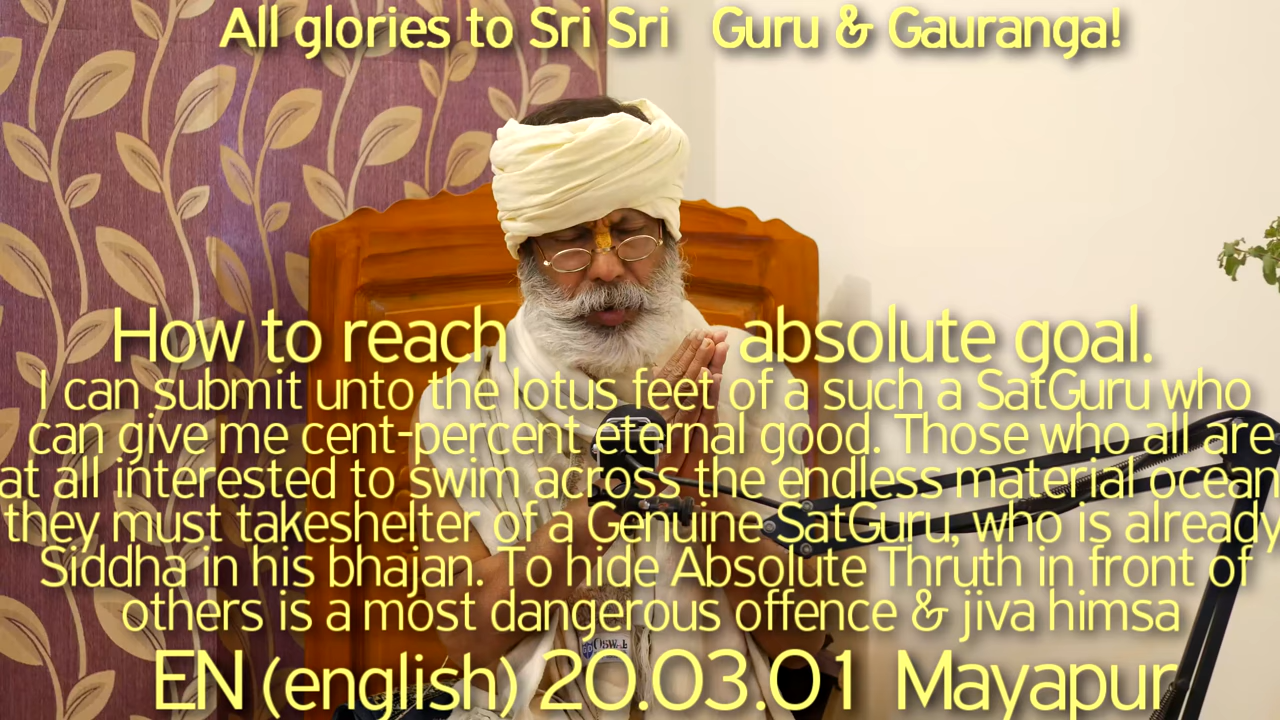 All glories to Sri Sri Guru & Gauranga!
How to reach absolute goal.
I can submit unto the lotus feet of a such a SatGuru who
can give me cent-percent eternal good. Those who all are
at all interested to swim across the endless material ocean
they must takeshelter of a Genuine SatGuru, who is already
Siddha in his bhajan. To hide Absolute Thruth in front of
others is a most dangerous offence & jiva himsa
EN (english) 20.03.01 Mayapur